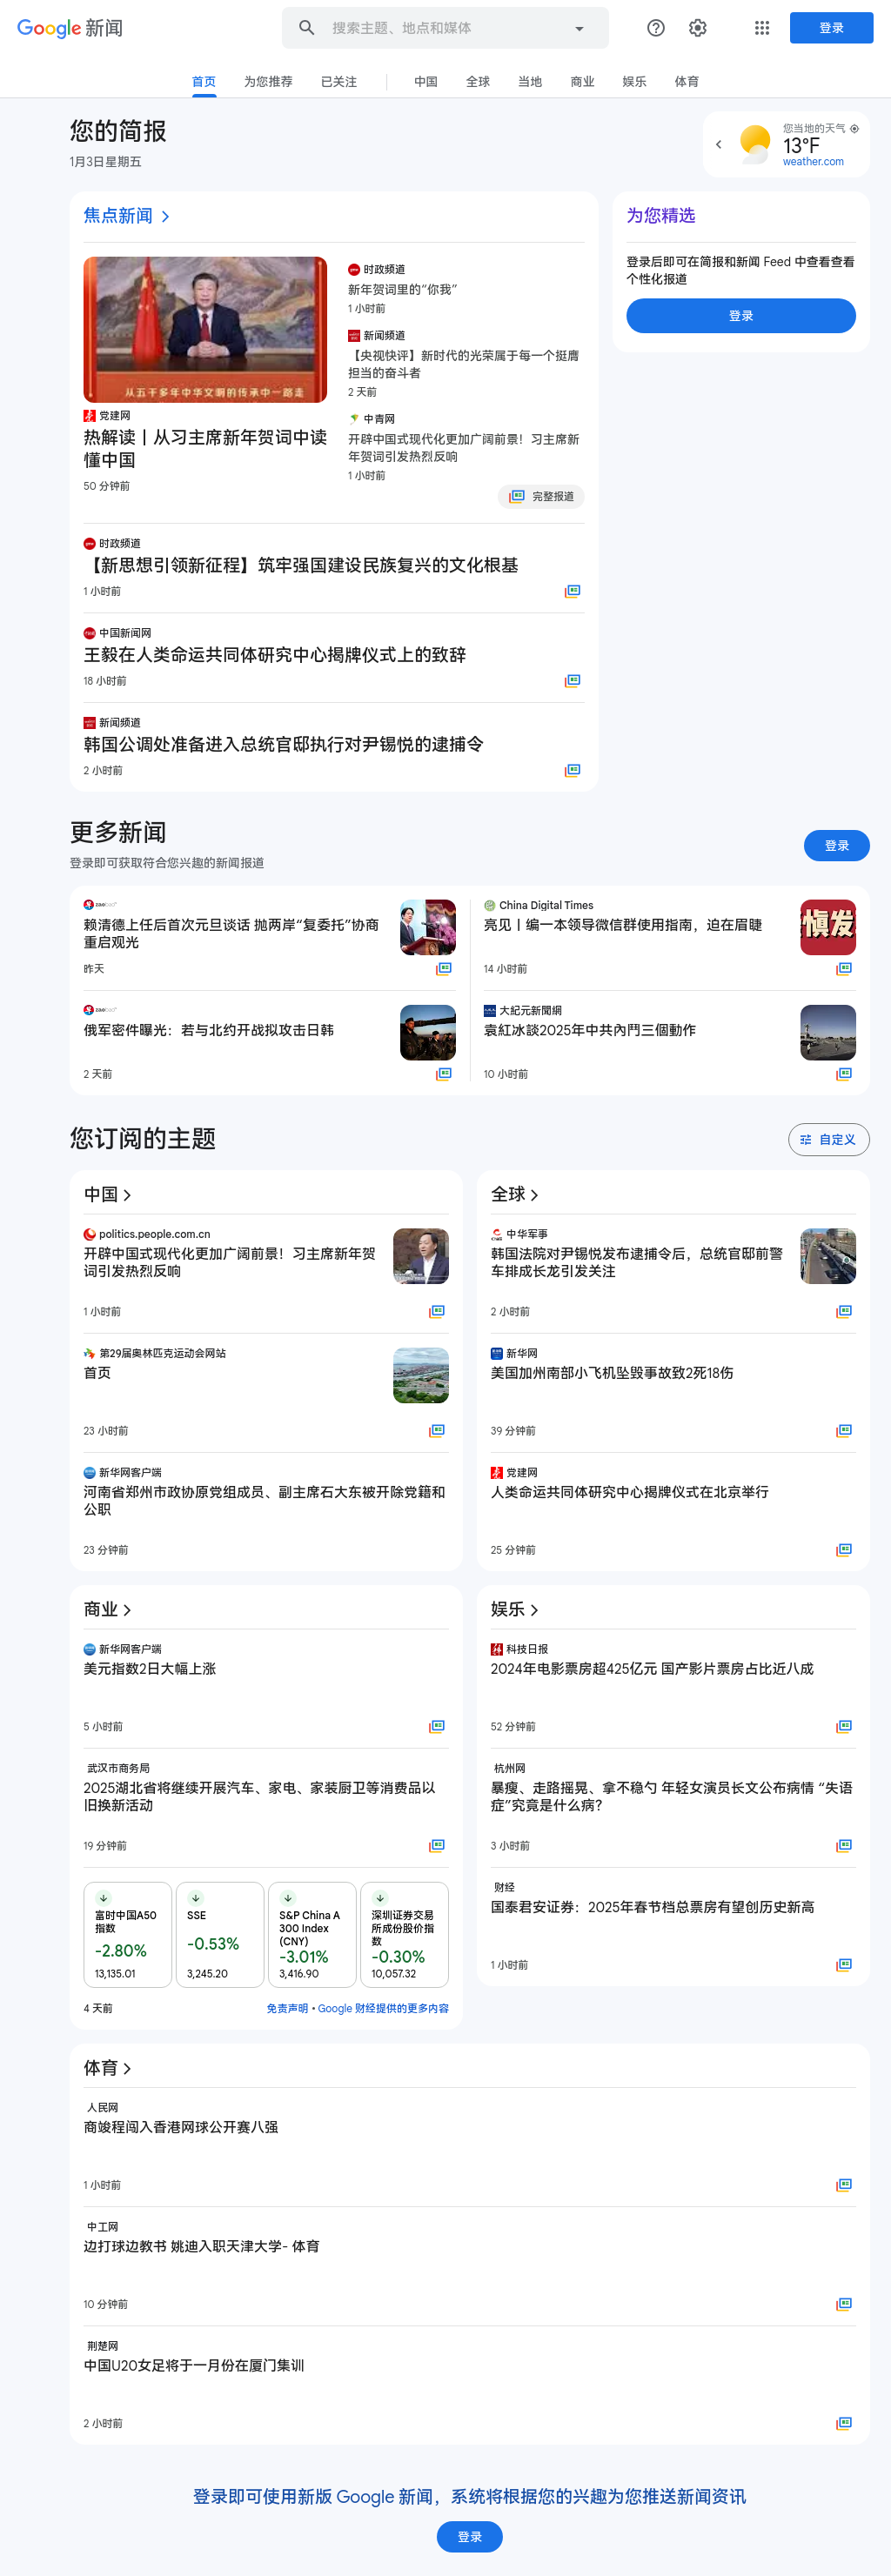 Google 新闻
搜索主题、地点和媒体
登录
首页
为您推荐
已关注
中国
全球
当地
商业
娱乐
体育
您的简报
1月3日星期五
您当地的天气
13°F
weather.com
焦点新闻
从五千多年中华文明的传承中一路走
党建网
热解读丨从习主席新年贺词中读
懂中国
50 分钟前
时政频道
新年贺词里的“你我”
1 小时前
新闻频道
【央视快评】新时代的光荣属于每一个挺膺
担当的奋斗者
2 天前
中青网
开辟中国式现代化更加广阔前景！习主席新
年贺词引发热烈反响
1 小时前
完整报道
时政频道
【新思想引领新征程】筑牢强国建设民族复兴的文化根基
1 小时前
中国新闻网
王毅在人类命运共同体研究中心揭牌仪式上的致辞
18 小时前
新闻频道
韩国公调处准备进入总统官邸执行对尹锡悦的逮捕令
2 小时前
为您精选
登录后即可在简报和新闻 Feed 中查看查看
个性化报道
登录
更多新闻
登录即可获取符合您兴趣的新闻报道
登录
赖清德上任后首次元旦谈话 抛两岸“复委托”协商
重启观光
昨天
俄军密件曝光：若与北约开战拟攻击日韩
2 天前
China Digital Times
亮见丨编一本领导微信群使用指南，迫在眉睫
慎发
14 小时前
大紀元新聞網
袁紅冰談2025年中共內鬥三個動作
10 小时前
您订阅的主题
自定义
中国
politics.people.com.cn
开辟中国式现代化更加广阔前景！习主席新年贺
词引发热烈反响
1 小时前
第29届奥林匹克运动会网站
首页
23 小时前
新华网客户端
河南省郑州市政协原党组成员、副主席石大东被开除党籍和
公职
23 分钟前
全球
中华军事
韩国法院对尹锡悦发布逮捕令后，总统官邸前警
车排成长龙引发关注
2 小时前
新华网
美国加州南部小飞机坠毁事故致2死18伤
39 分钟前
党建网
人类命运共同体研究中心揭牌仪式在北京举行
25 分钟前
商业
新华网客户端
美元指数2日大幅上涨
5 小时前
武汉市商务局
2025湖北省将继续开展汽车、家电、家装厨卫等消费品以
旧换新活动
19 分钟前
富时中国A50
指数
-2.80%
13,135.01
SSE
-0.53%
3,245.20
S&P China A
300 Index
(CNY)
-3.01%
3,416.90
深圳证券交易
所成份股价指
数
-0.30%
10,057.32
4 天前
免责声明 • Google 财经提供的更多内容
娱乐
科技日报
2024年电影票房超425亿元 国产影片票房占比近八成
52 分钟前
杭州网
暴瘦、走路摇晃、拿不稳勺 年轻女演员长文公布病情 “失语
症”究竟是什么病？
3 小时前
财经
国泰君安证券：2025年春节档总票房有望创历史新高
1 小时前
体育
人民网
商竣程闯入香港网球公开赛八强
1 小时前
中工网
边打球边教书 姚迪入职天津大学- 体育
10 分钟前
荆楚网
中国U20女足将于一月份在厦门集训
2 小时前
登录即可使用新版 Google 新闻，系统将根据您的兴趣为您推送新闻资讯
登录